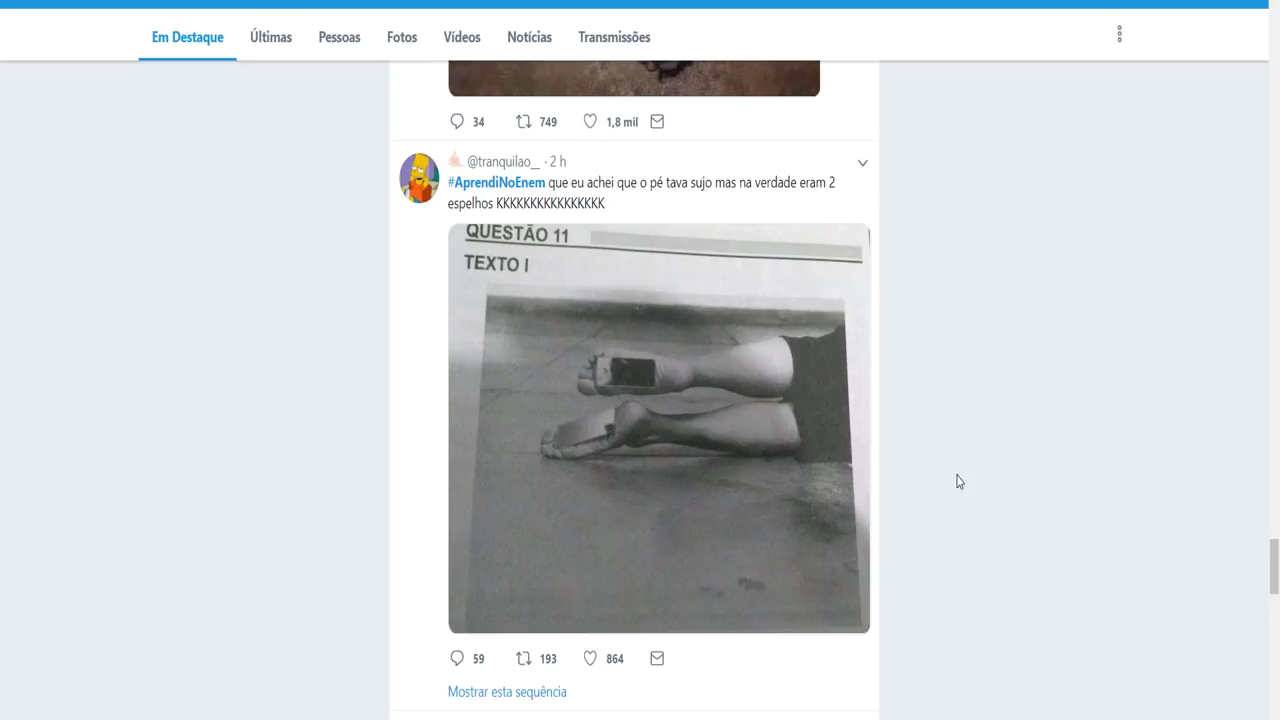 Em Destaque Últimas Pessoas Fotos Vídeos Notícias Transmissões
34 749 1,8 mil
@tranquilao__ · 2 h
#AprendiNoEnem que eu achei que o pé tava sujo mas na verdade eram 2
espelhos KKKKKKKKKKKKKKKK
QUESTÃO 11
TEXTO I
59 193 864
Mostrar esta sequência